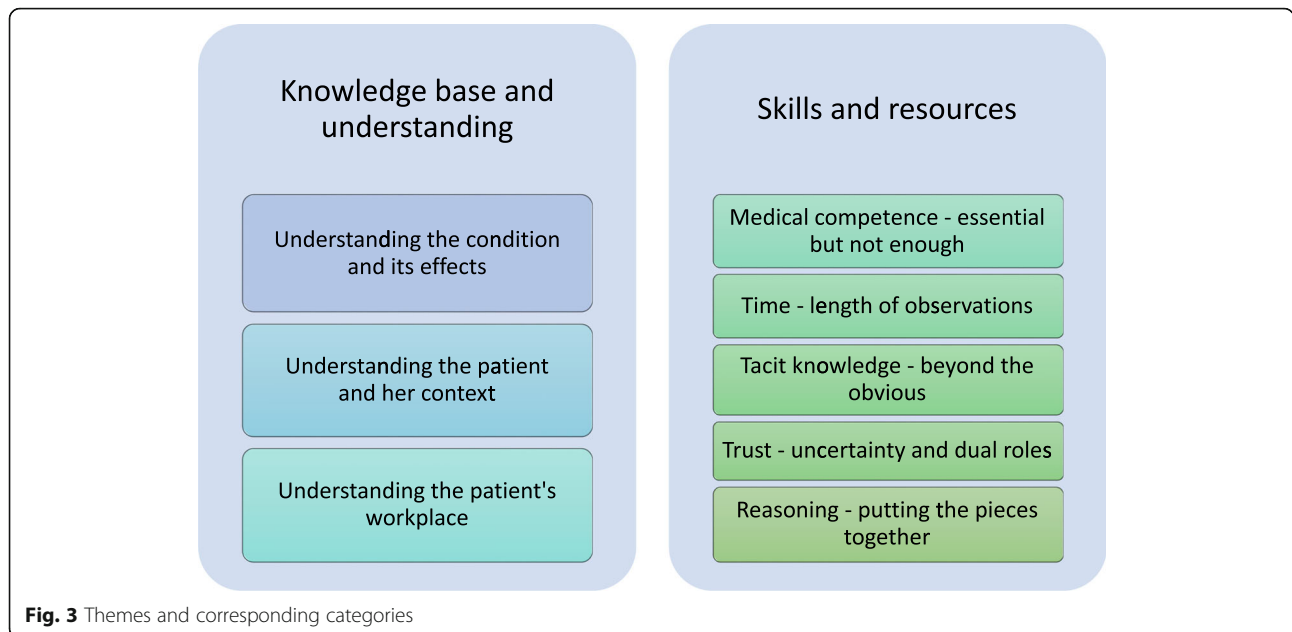 Knowledge base and
understanding
Understanding the condition
and its effects
Understanding the patient
and her context
Understanding the patient's
workplace
Skills and resources
Medical competence - essential
but not enough
Time - length of observations
Tacit knowledge - beyond the
obvious
Trust - uncertainty and dual roles
Reasoning - putting the pieces
together
Fig. 3 Themes and corresponding categories